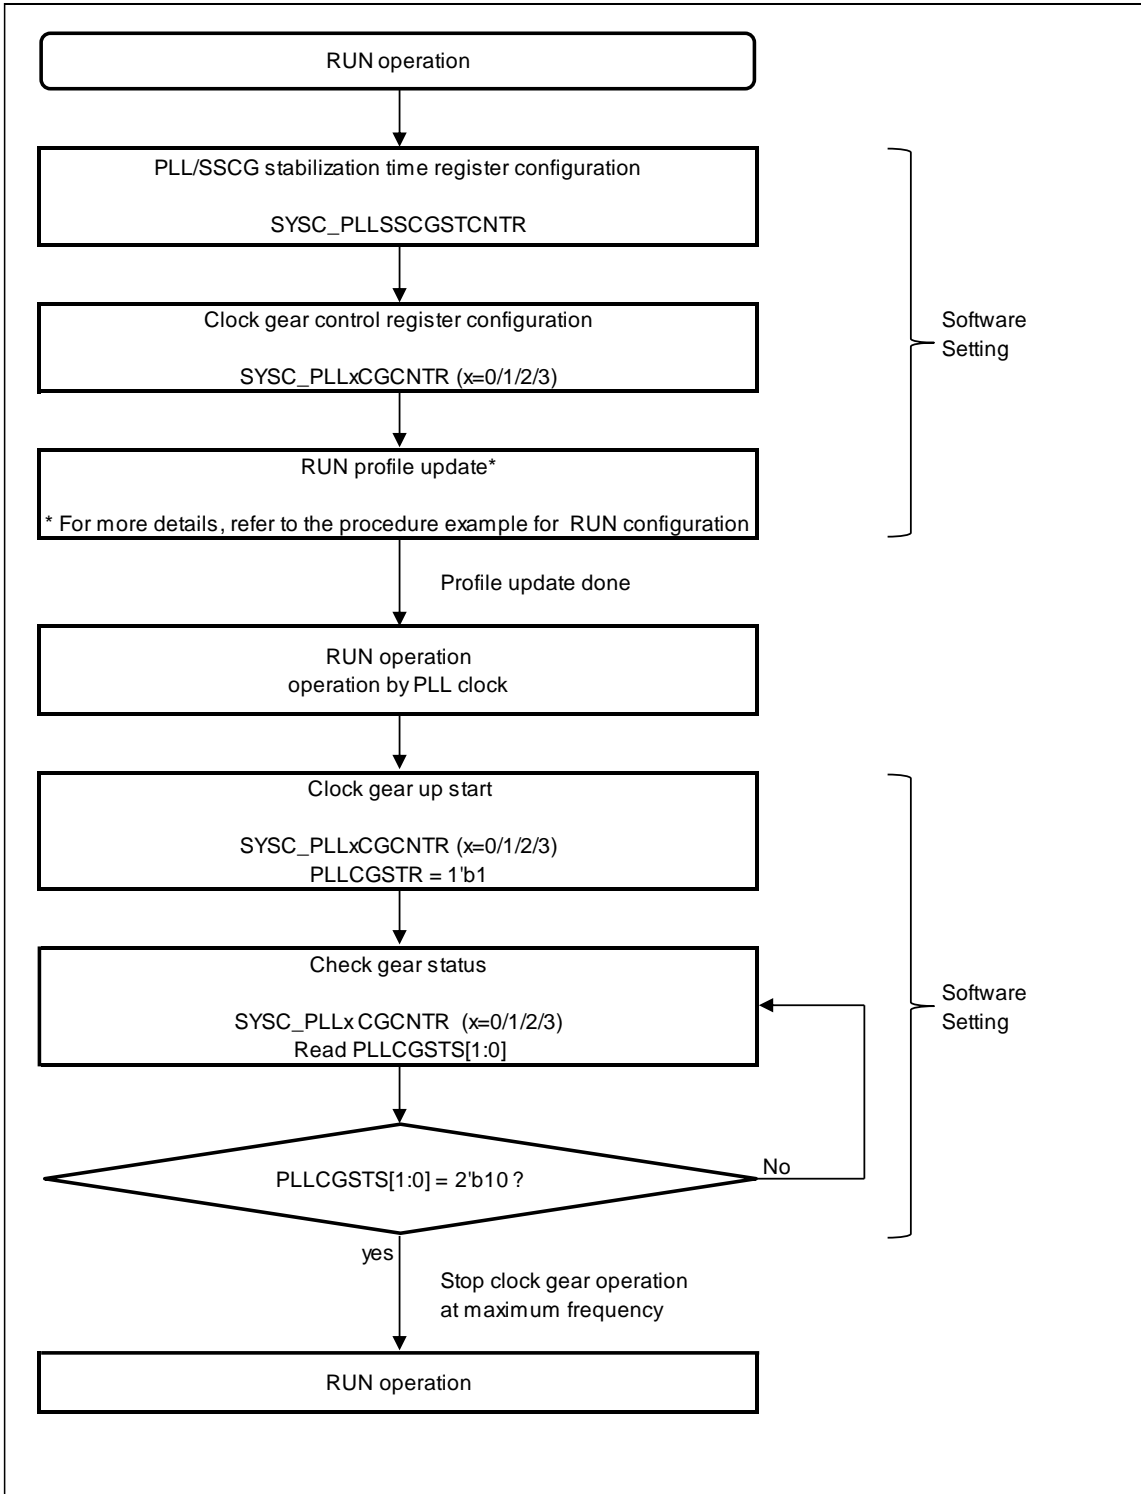 RUN operation
PLL/SSCG stabilization time register configuration
SYSC_PLLSSCGSTCNTR
Clock gear control register configuration
SYSC_PLLxCGCNTR (x=0/1/2/3)
Software
Setting
RUN profile update*
* For more details, refer to the procedure example for RUN configuration
Profile update done
RUN operation
operation by PLL clock
Clock gear up start
SYSC_PLLxCGCNTR (x=0/1/2/3)
PLLCGSTR = 1'b1
Check gear status
SYSC_PLLx CGCNTR (x=0/1/2/3)
Read PLLCGSTS[1:0]
Software
Setting
PLLCGSTS[1:0] = 2'b10 ?
No
yes
Stop clock gear operation
at maximum frequency
RUN operation